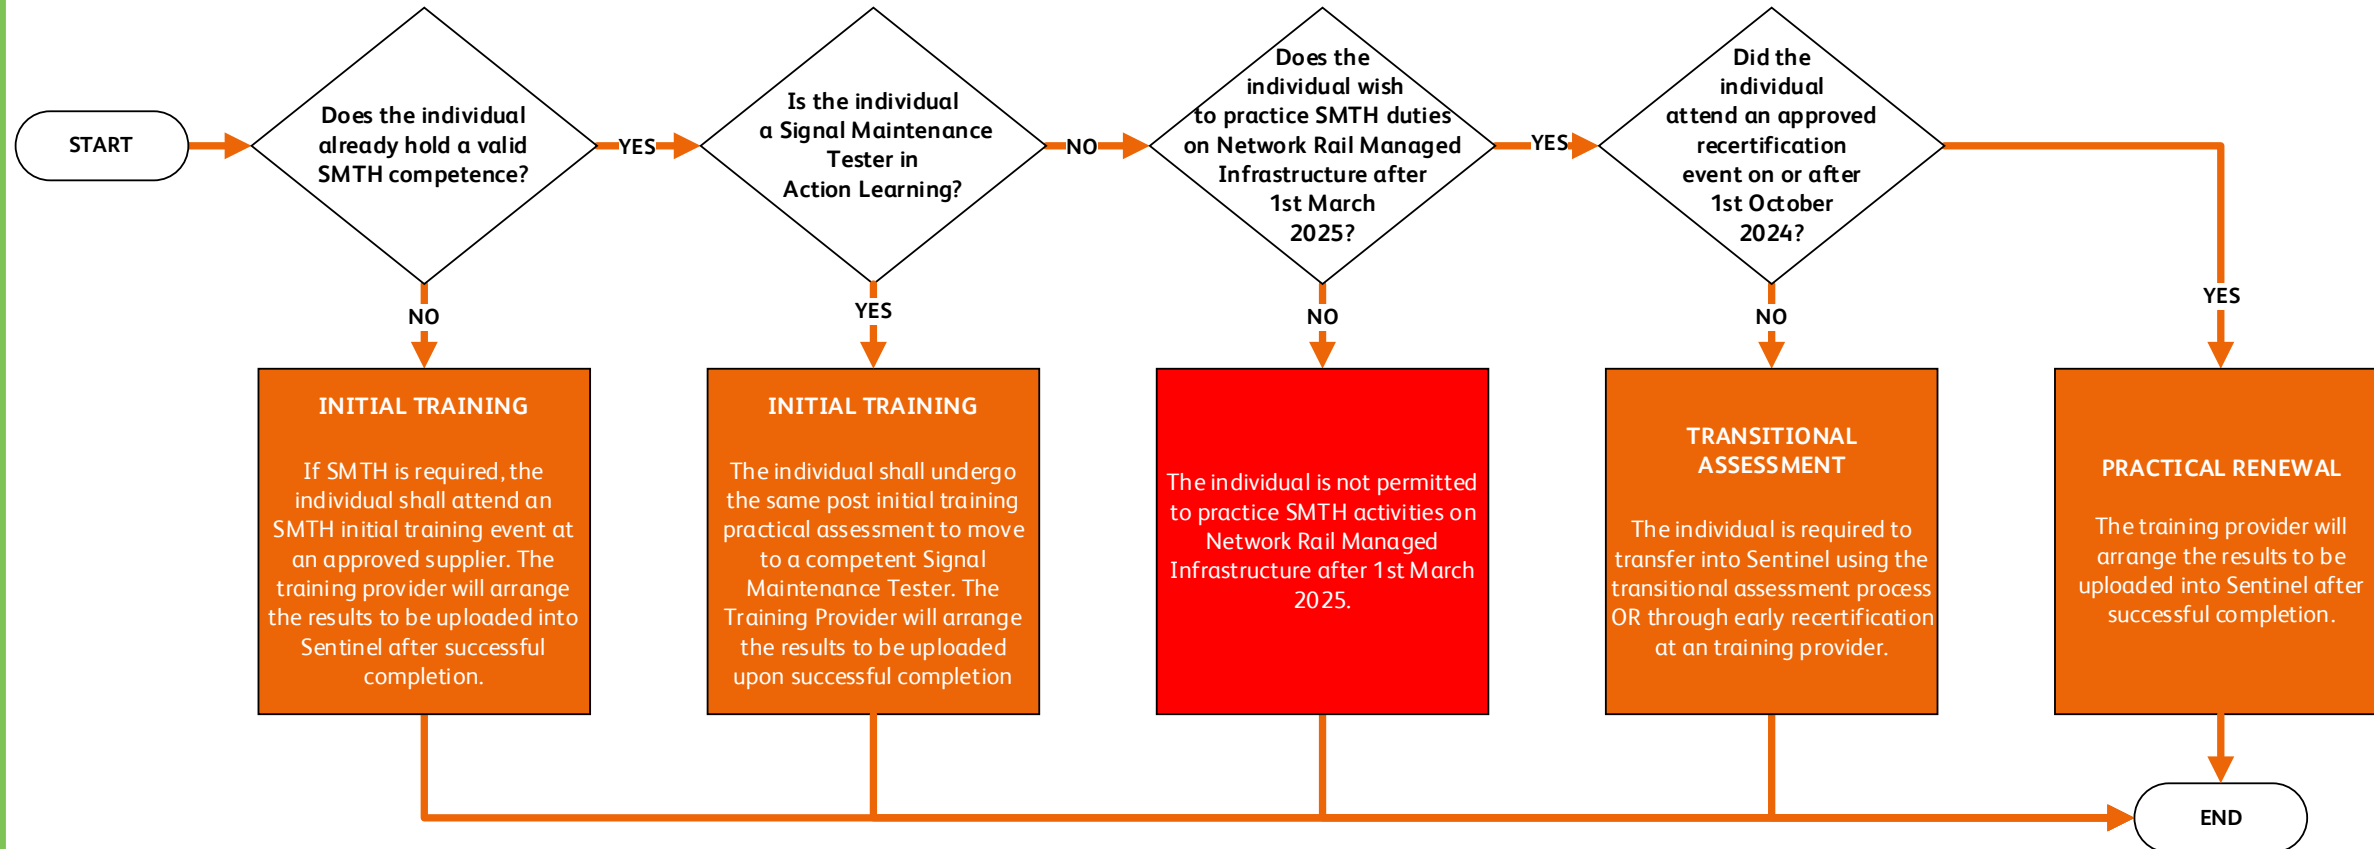 START
Does the individual
already hold a valid
SMTH competence?
YES
Is the individual
a Signal Maintenance
Tester in
Action Learning?
NO
Does the
individual wish
to practice SMTH duties
on Network Rail Managed
Infrastructure after
1st March
2025?
YES
Did the
individual
attend an approved
recertification
event on or after
1st October
2024?
NO
YES
NO
NO
YES
INITIAL TRAINING
If SMTH is required, the
individual shall attend an
SMTH initial training event at
an approved supplier. The
training provider will arrange
the results to be uploaded into
Sentinel after successful
completion.
INITIAL TRAINING
The individual shall undergo
the same post initial training
practical assessment to move
to a competent Signal
Maintenance Tester. The
Training Provider will arrange
the results to be uploaded
upon successful completion
The individual is not permitted
to practice SMTH activities on
Network Rail Managed
Infrastructure after 1st March
2025.
TRANSITIONAL
ASSESSMENT
The individual is required to
transfer into Sentinel using the
transitional assessment process
OR through early recertification
at an training provider.
PRACTICAL RENEWAL
The training provider will
arrange the results to be
uploaded into Sentinel after
successful completion.
END